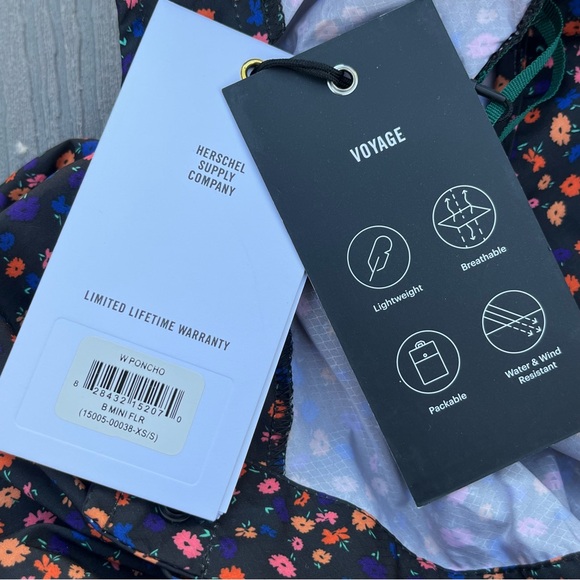 HERSCHEL
SUPPLY
COMPANY
LIMITED LIFETIME WARRANTY
W PONCHO
8 28432 15207 0
B MINI FLR
(15005-00038-XS/S)
VOYAGE
Lightweight
Breathable
Packable
Water & Wind
Resistant